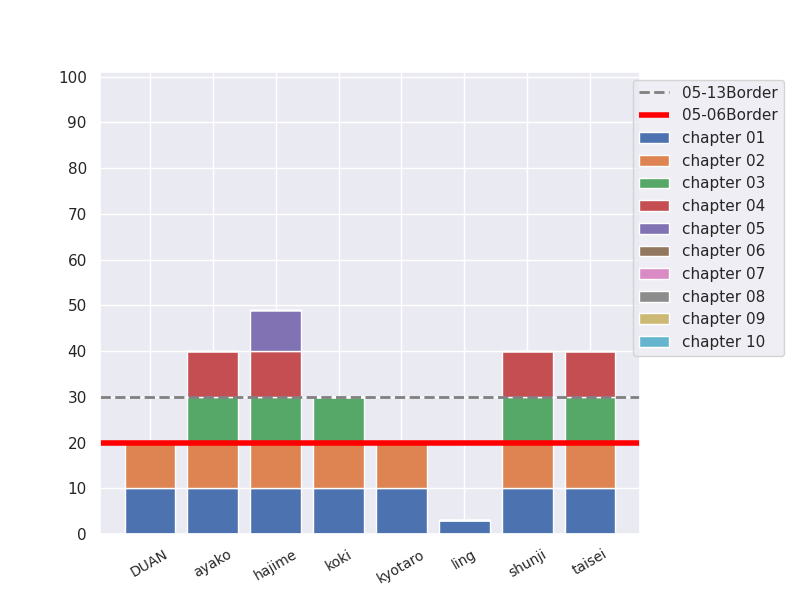 100
90
80
70
60
50
40
30
20
10
0
DUAN
ayako
hajime
koki
kyotaro
ling
shunji
taisei
05-13Border
05-06Border
chapter 01
chapter 02
chapter 03
chapter 04
chapter 05
chapter 06
chapter 07
chapter 08
chapter 09
chapter 10